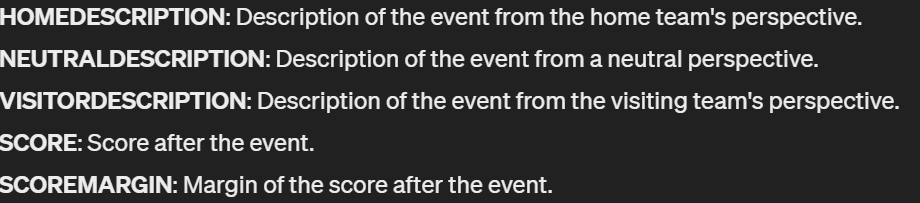 HOMEDESCRIPTION: Description of the event from the home team's perspective.
NEUTRALDESCRIPTION: Description of the event from a neutral perspective.
VISITORDESCRIPTION: Description of the event from the visiting team's perspective.
SCORE: Score after the event.
SCOREMARGIN: Margin of the score after the event.